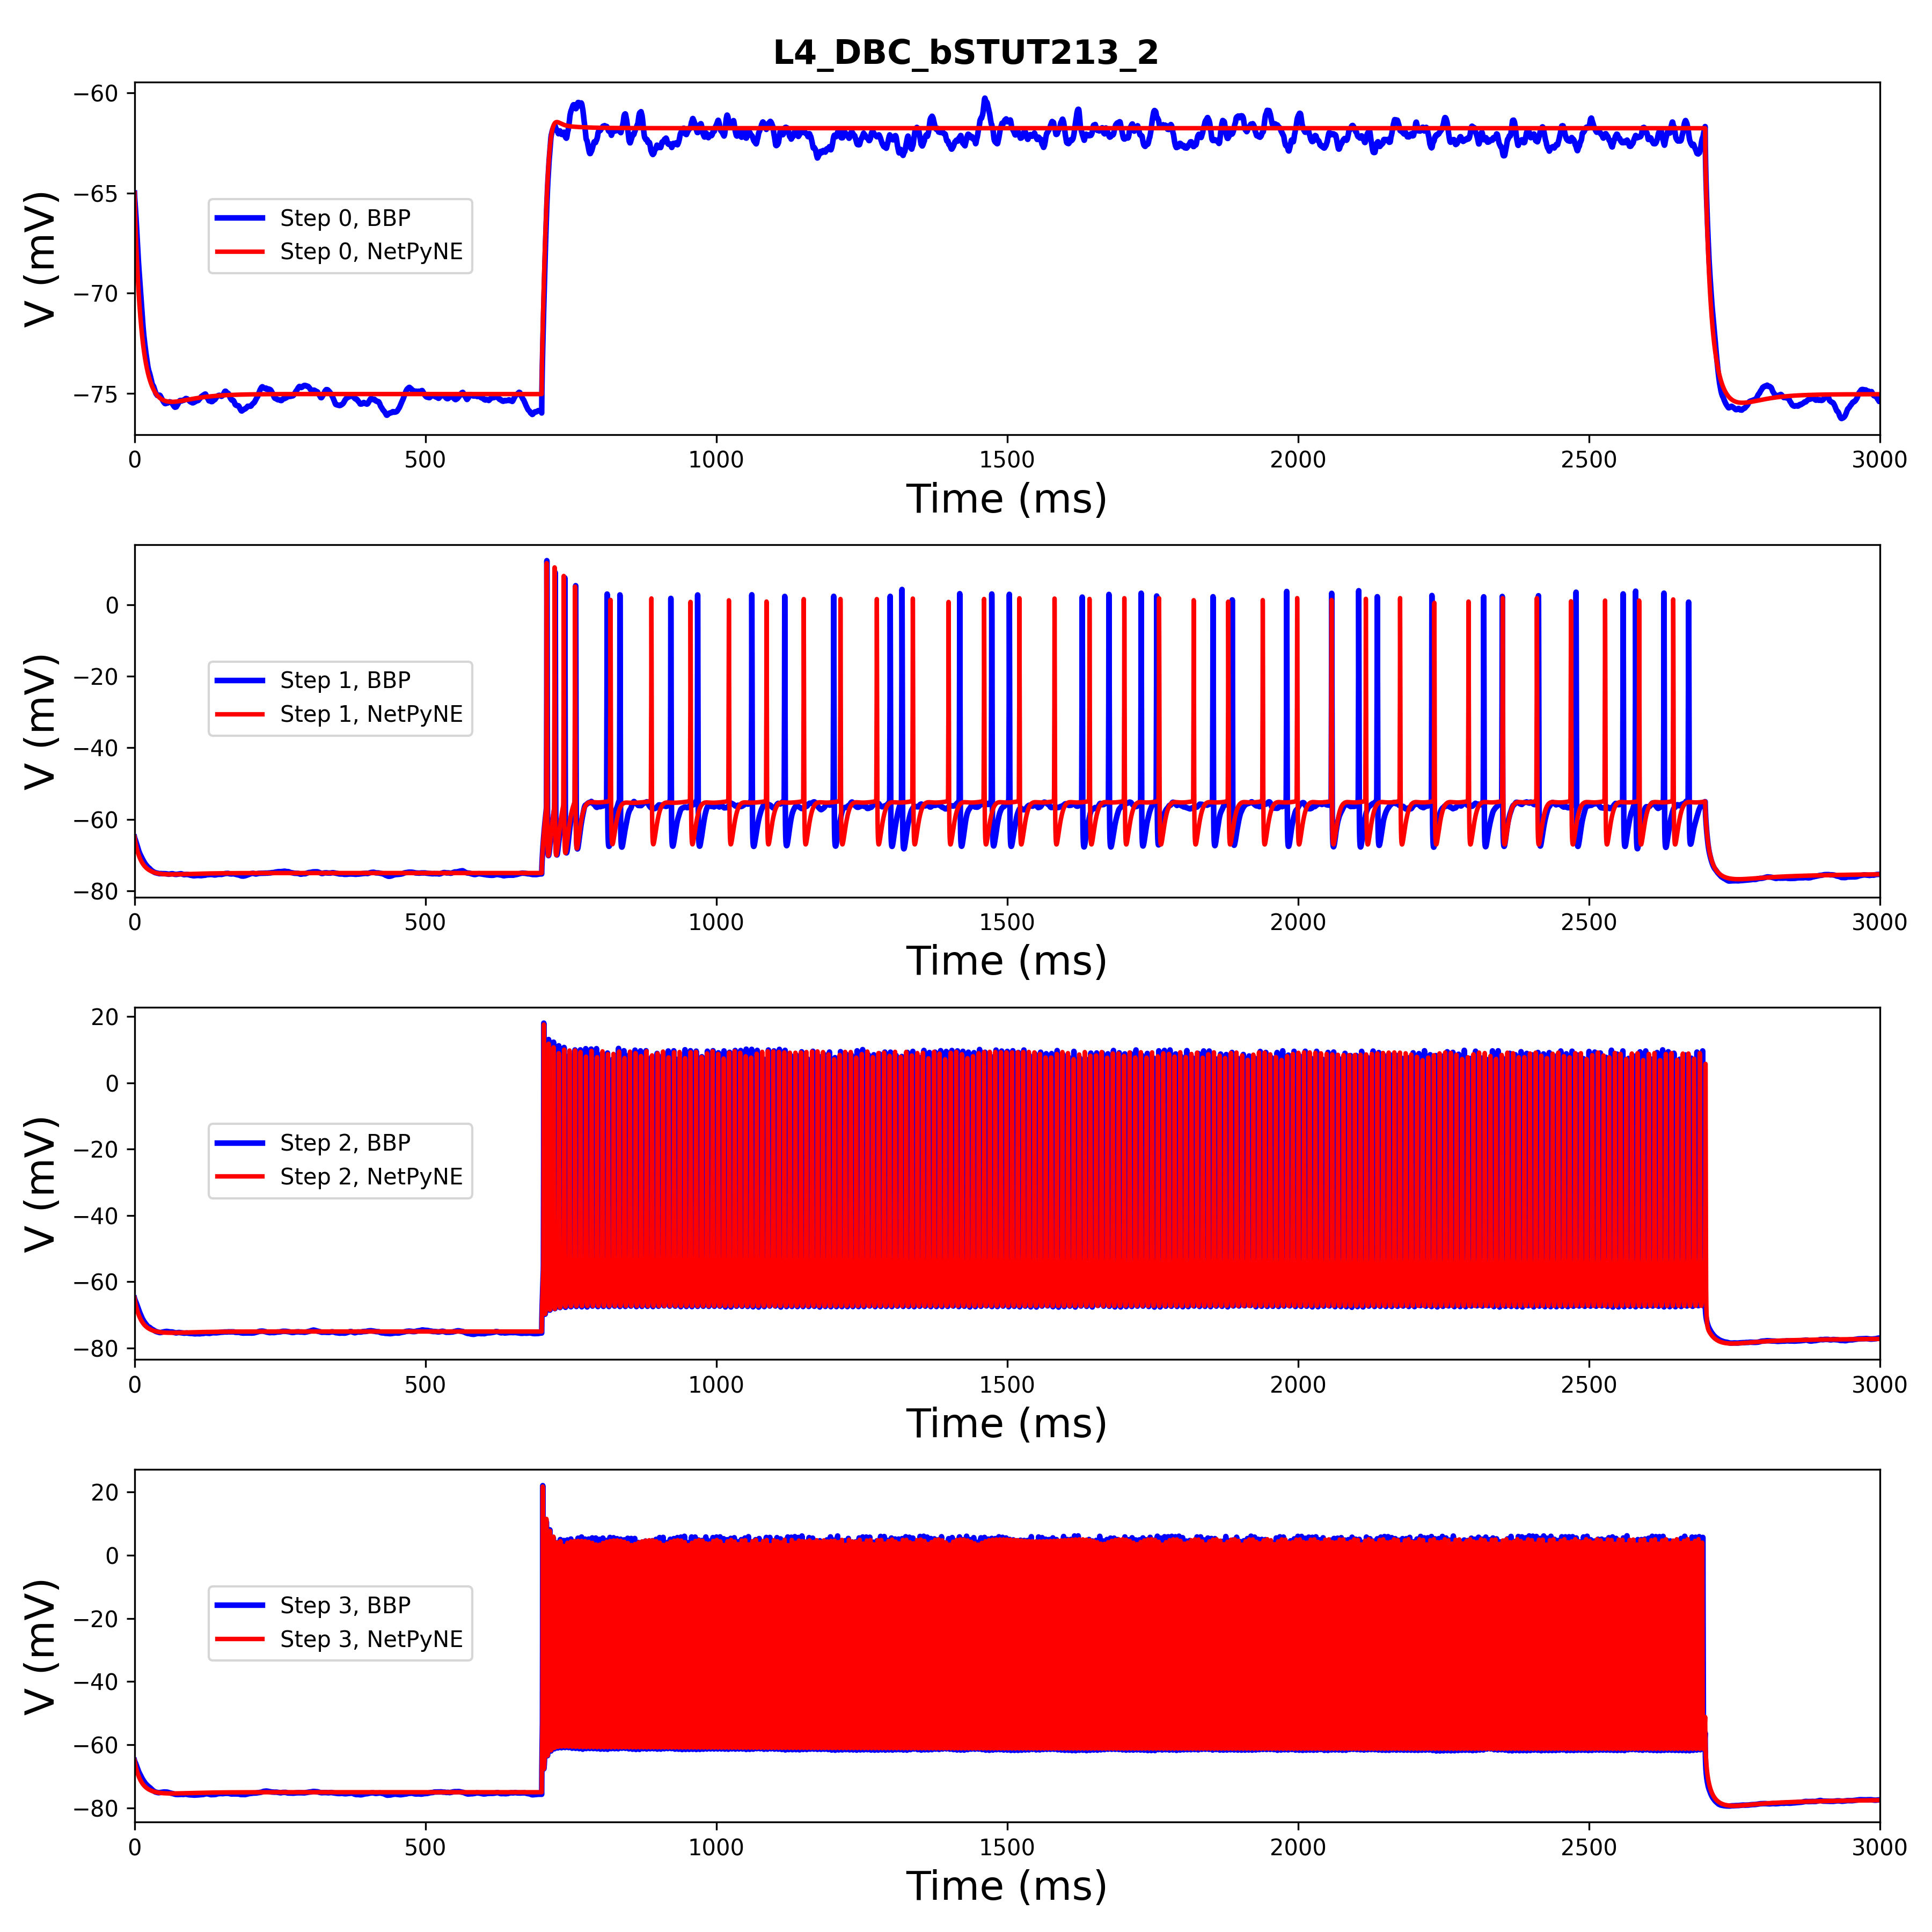 L4_DBC_bSTUT213_2
V (mV)
−60
−65
−70
−75
Step 0, BBP
Step 0, NetPyNE
0 500 1000 1500 2000 2500 3000
Time (ms)
V (mV)
0
−20
−40
−60
−80
Step 1, BBP
Step 1, NetPyNE
0 500 1000 1500 2000 2500 3000
Time (ms)
V (mV)
20
0
−20
−40
−60
−80
Step 2, BBP
Step 2, NetPyNE
0 500 1000 1500 2000 2500 3000
Time (ms)
V (mV)
20
0
−20
−40
−60
−80
Step 3, BBP
Step 3, NetPyNE
0 500 1000 1500 2000 2500 3000
Time (ms)